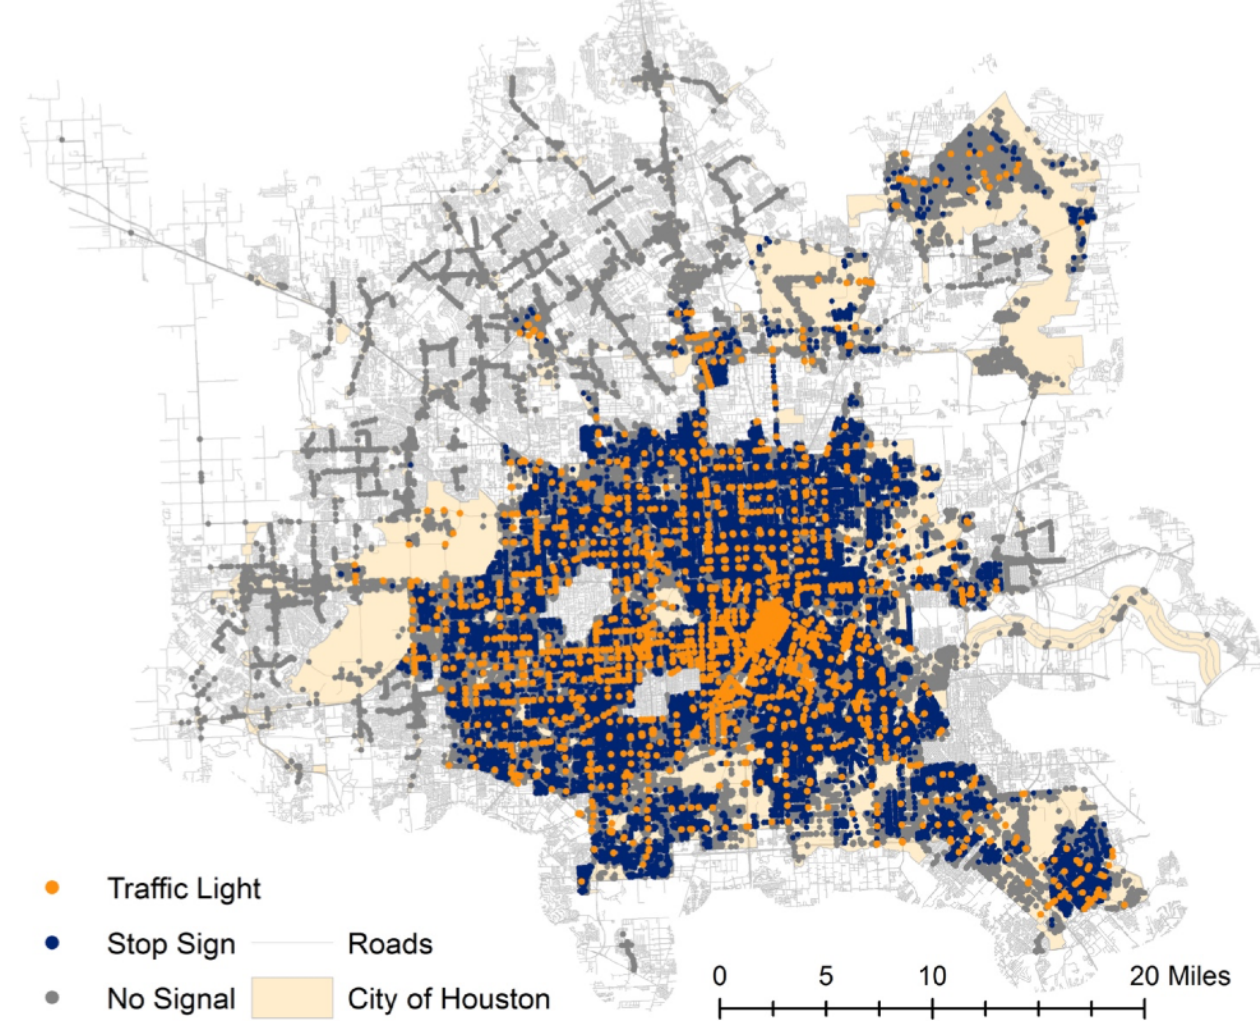 Traffic Light
Stop Sign
Roads
No Signal
City of Houston
0 5 10 20 Miles